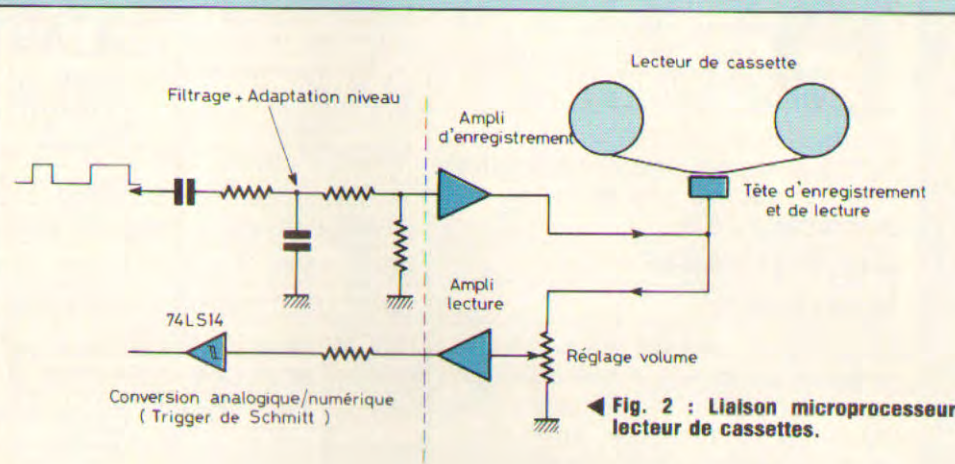 Lecteur de cassette
Filtrage + Adaptation niveau
Ampli
d'enregistrement
Tête d'enregistrement
et de lecture
Ampli
lecture
74LS14
Réglage volume
Conversion analogique/numérique
( Trigger de Schmitt )
◀ Fig. 2 : Liaison microprocesseur
lecteur de cassettes.